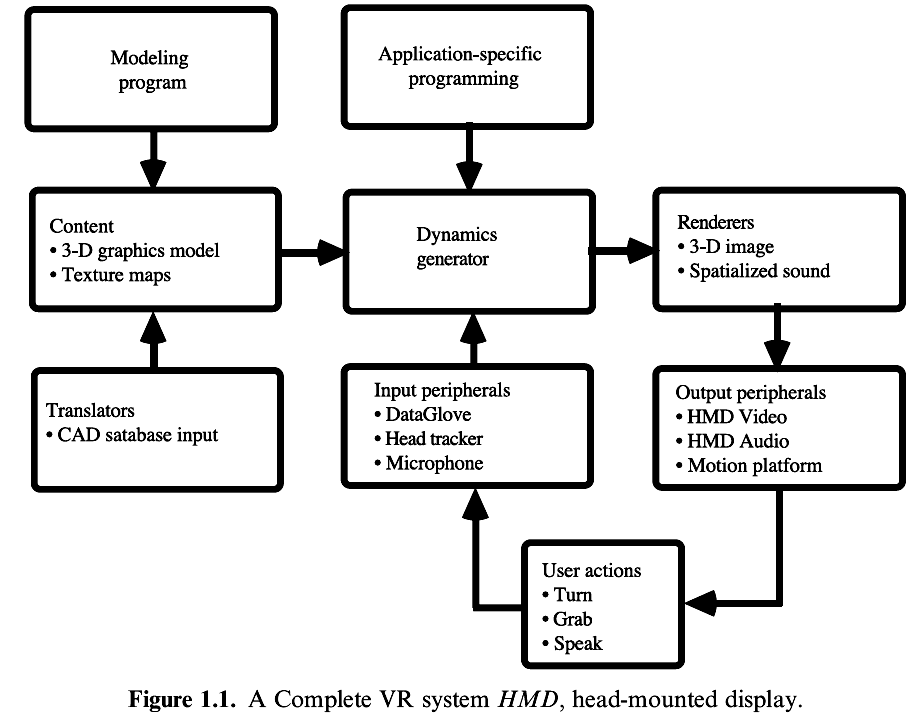 Modeling
program
Application-specific
programming
Content
• 3-D graphics model
• Texture maps
Dynamics
generator
Renderers
• 3-D image
• Spatialized sound
Translators
• CAD satabase input
Input peripherals
• DataGlove
• Head tracker
• Microphone
Output peripherals
• HMD Video
• HMD Audio
• Motion platform
User actions
• Turn
• Grab
• Speak
Figure 1.1. A Complete VR system HMD, head-mounted display.